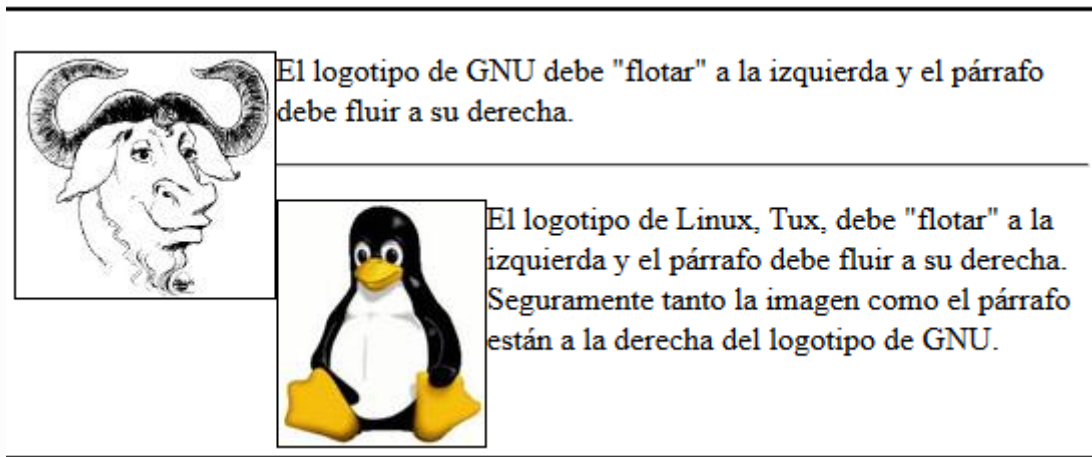 El logotipo de GNU debe "flotar" a la izquierda y el párrafo
debe fluir a su derecha.
El logotipo de Linux, Tux, debe "flotar" a la
izquierda y el párrafo debe fluir a su derecha.
Seguramente tanto la imagen como el párrafo
están a la derecha del logotipo de GNU.